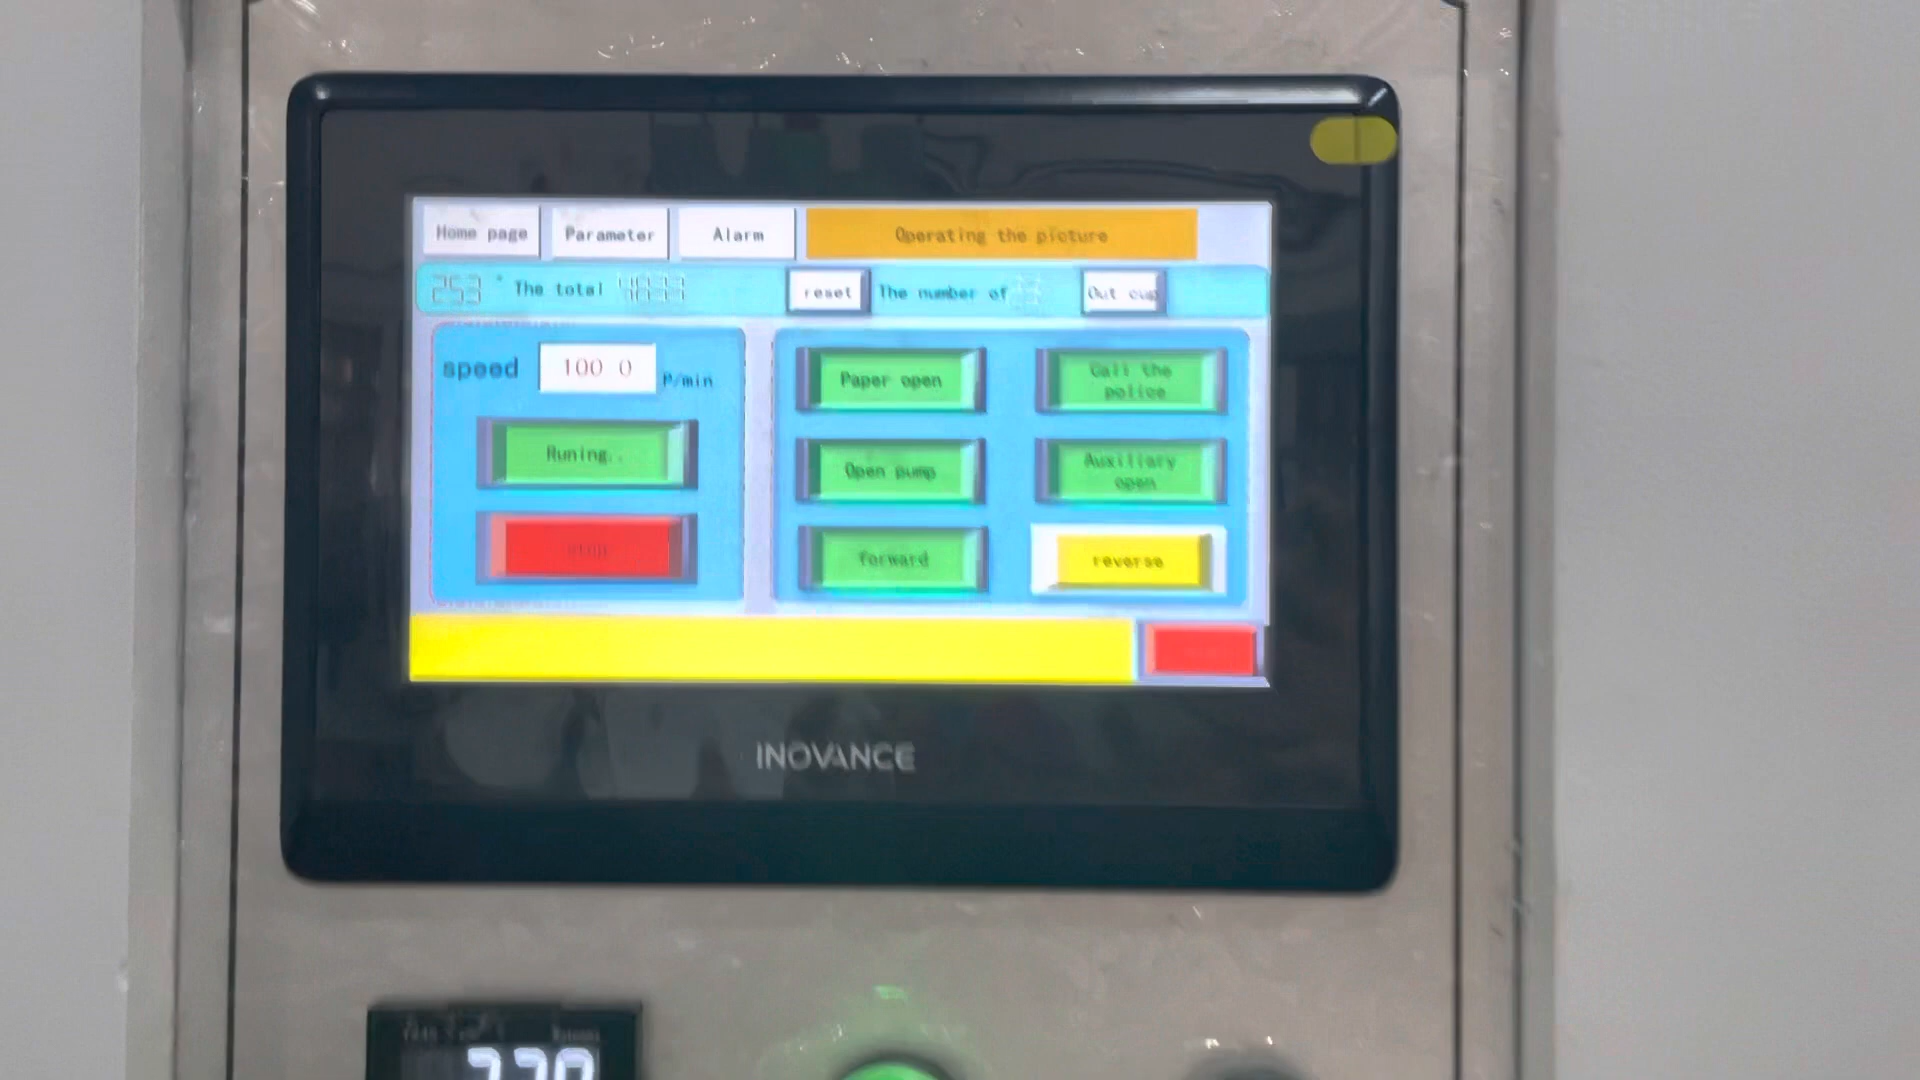 Home page
Parameter
Alarm
Operating the picture
253 ° The total
reset
The number of
Out cup
speed
100 0
P/min
Paper open
Call the
police
Runing..
Open pump
Auxiliary
open
stop
forward
reverse
INOVANCE